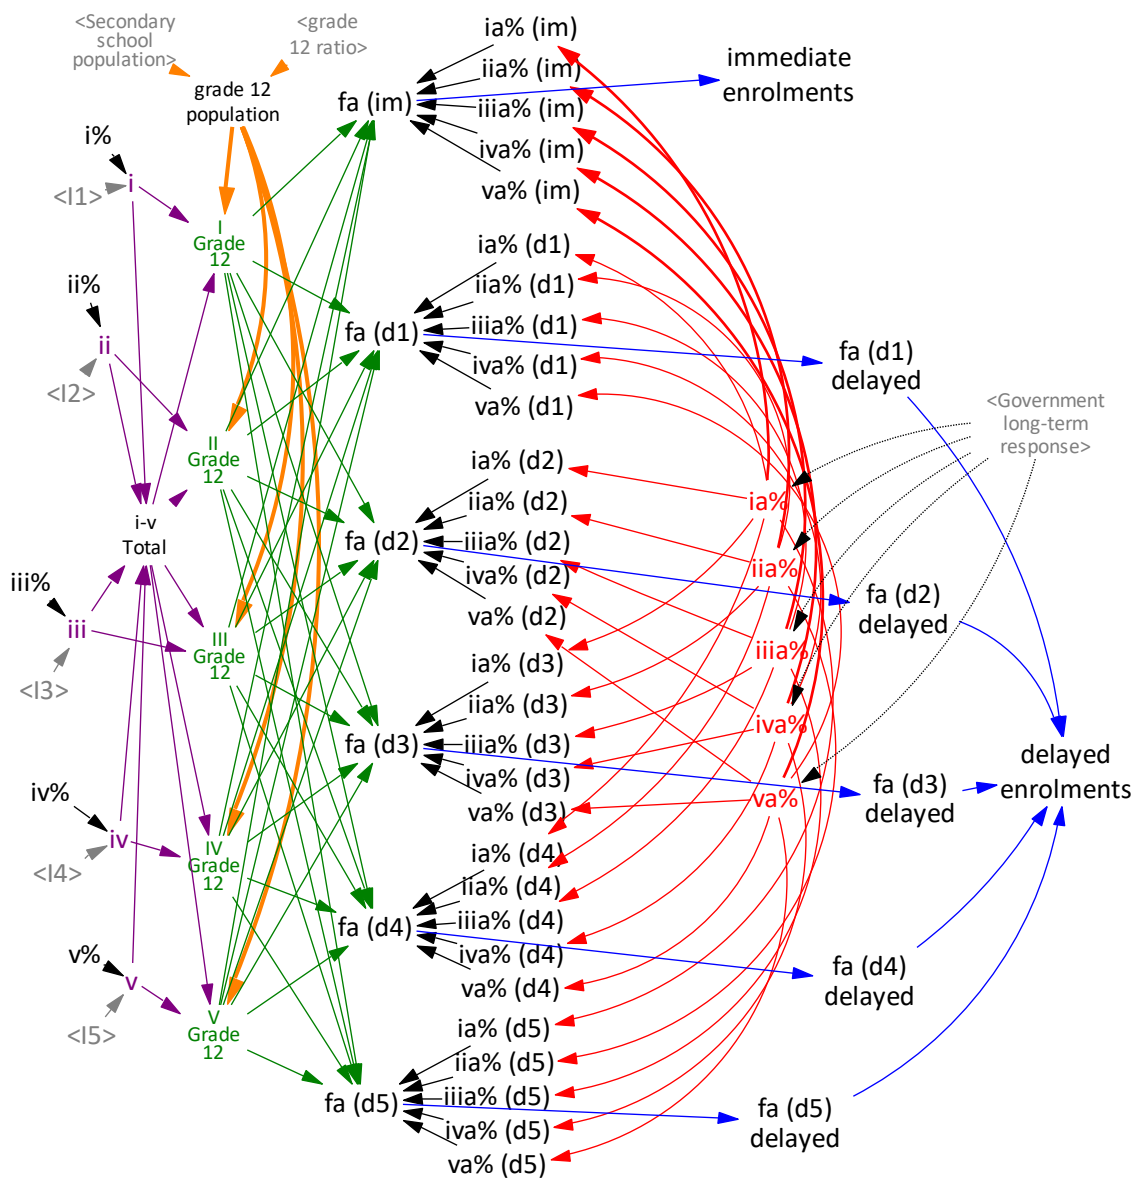 <Secondary
school
population>
<grade
12 ratio>
grade 12
population
i%
<I1>
i
ii%
ii
<I2>
i-v
Total
iii%
iii
<I3>
iv%
iv
<I4>
v%
v
<I5>
I
Grade
12
II
Grade
12
III
Grade
12
IV
Grade
12
V
Grade
12
fa (im)
ia% (im)
iia% (im)
iiia% (im)
iva% (im)
va% (im)
immediate
enrolments
fa (d1)
ia% (d1)
iia% (d1)
iiia% (d1)
iva% (d1)
va% (d1)
fa (d1)
delayed
<Government
long-term
response>
fa (d2)
ia% (d2)
iia% (d2)
iiia% (d2)
iva% (d2)
va% (d2)
fa (d2)
delayed
ia%
iia%
iiia%
iva%
va%
fa (d3)
ia% (d3)
iia% (d3)
iiia% (d3)
iva% (d3)
va% (d3)
fa (d3)
delayed
delayed
enrolments
fa (d4)
ia% (d4)
iia% (d4)
iiia% (d4)
iva% (d4)
va% (d4)
fa (d4)
delayed
fa (d5)
ia% (d5)
iia% (d5)
iiia% (d5)
iva% (d5)
va% (d5)
fa (d5)
delayed